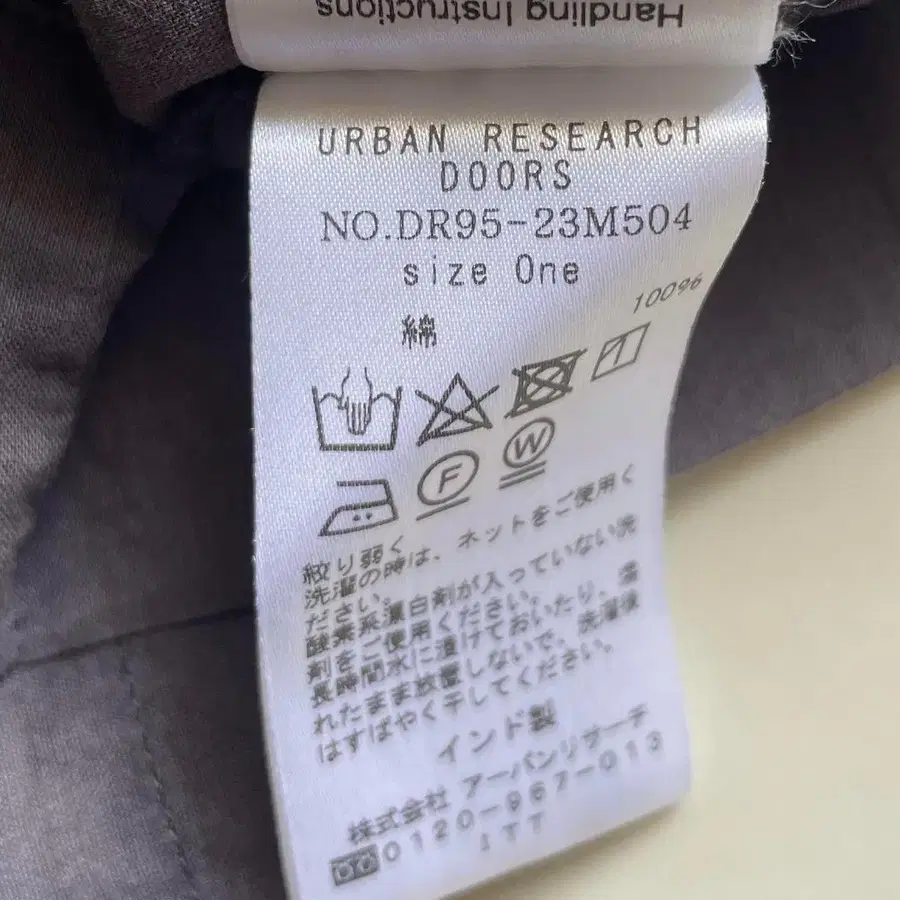 Handling Instructions
URBAN RESEARCH
DOORS
NO.DR95-23M504
size One
10096
綿
F
W
絞り弱く
洗濯の時は、ネットをご使用く
ださい。
酸素系漂白剤が入っていない洗
剤をご使用ください。
長時間水に漬けておいたり、濡
れたまま放置しないで、洗濯後
はすばやく干してください。
インド製
株式会社 アーバンリサーチ
0120-967-013
ITT